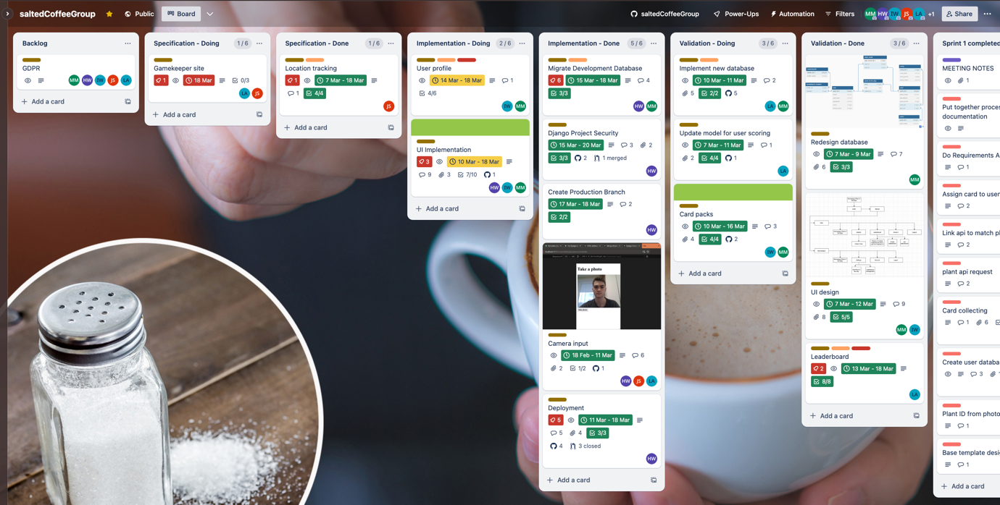 saltedCoffeeGroup
Public
Board
saltedCoffeeGroup
Power-Ups
Automation
Filters
MM HW IW JS LA +1
Share
Backlog
GDPR
MM HW IW JS LA
+ Add a card
Specification - Doing 1 / 6
Gamekeeper site
1 18 Mar 0/3
LA JS
+ Add a card
Specification - Done 1 / 6
Location tracking
1 7 Mar - 18 Mar
1 4/4
JS
+ Add a card
Implementation - Doing 2 / 6
User profile
14 Mar - 18 Mar 1
4/6
IW MM
UI Implementation
3 10 Mar - 18 Mar
9 3 7/10 1
HW IW MM
+ Add a card
Implementation - Done 5 / 6
Migrate Development Database
6 15 Mar - 18 Mar 4
3/3
HW MM
Django Project Security
15 Mar - 20 Mar 3 2
3/3 2 1 merged
HW
Create Production Branch
17 Mar - 18 Mar 2
2/2
HW
Take a photo
Camera input
18 Feb - 11 Mar 6
2 1/2 1
HW JS LA
Deployment
5 11 Mar - 18 Mar
5 4 3/3
4 3 closed
HW
+ Add a card
Validation - Doing 3 / 6
Implement new database
10 Mar - 11 Mar 2
5 2/2 5
LA MM
Update model for user scoring
7 Mar - 11 Mar 1
2 4/4 1
LA
Card packs
10 Mar - 16 Mar 3
4 4/4 2
IW MM
+ Add a card
Validation - Done 3 / 6
Redesign database
7 Mar - 9 Mar 7
6 3/3
MM
UI design
7 Mar - 12 Mar 9
8 5/5
MM IW
Leaderboard
2 13 Mar - 18 Mar
8/8
LA
+ Add a card
Sprint 1 completed
MEETING NOTES
1
Put together proces
documentation
Do Requirements A
1
Assign card to user
2
Link api to match pl
2
plant api request
2
Card collecting
1 6
Create user databa
3 1
Plant ID from photo
1
Base template desi
1
+ Add a card